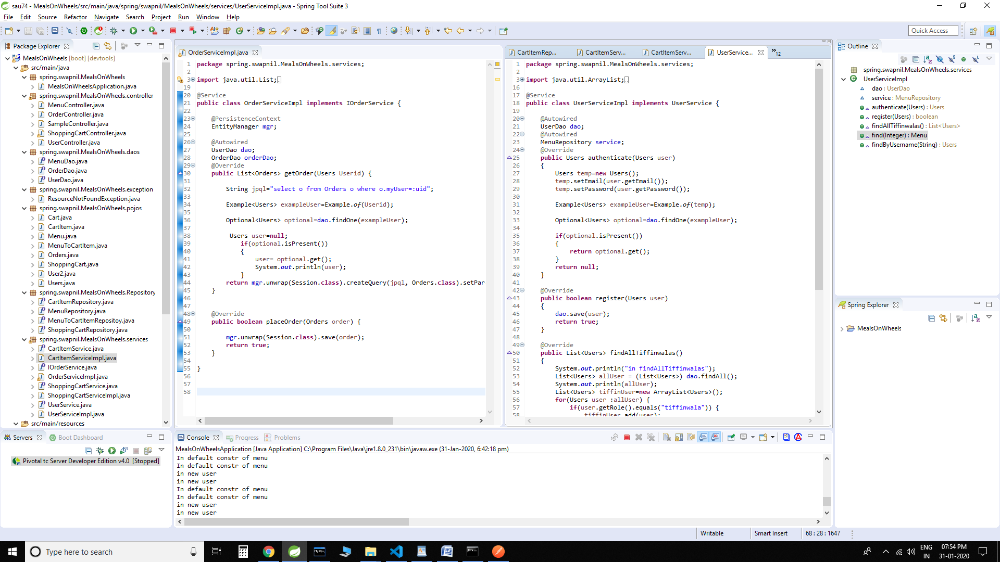 sau74 - MealsOnWheels/src/main/java/spring/swapnil/MealsOnWheels/services/UserServiceImpl.java - Spring Tool Suite 3
File Edit Source Refactor Navigate Search Project Run Window Help
Quick Access
Package Explorer
MealsOnWheels [boot] [devtools]
src/main/java
spring.swapnil.MealsOnWheels
MealsOnWheelsApplication.java
spring.swapnil.MealsOnWheels.controller
MenuController.java
OrderController.java
SampleController.java
ShoppingCartController.java
UserController.java
spring.swapnil.MealsOnWheels.daos
MenuDao.java
OrderDao.java
UserDao.java
spring.swapnil.MealsOnWheels.exception
ResourceNotFoundException.java
spring.swapnil.MealsOnWheels.pojos
Cart.java
CartItem.java
Menu.java
MenuToCartItem.java
Orders.java
ShoppingCart.java
User2.java
Users.java
spring.swapnil.MealsOnWheels.Repository
CartItemRepository.java
MenuRepository.java
MenuToCartItemRepositoy.java
ShoppingCartRepository.java
spring.swapnil.MealsOnWheels.services
CartItemService.java
CartItemServiceImpl.java
IOrderService.java
OrderServiceImpl.java
ShoppingCartService.java
ShoppingCartServiceImpl.java
UserService.java
UserServiceImpl.java
src/main/resources
OrderServiceImpl.java
1 package spring.swapnil.MealsOnWheels.services;
2
3 import java.util.List;
19
20 @Service
21 public class OrderServiceImpl implements IOrderService {
22
23 @PersistenceContext
24 EntityManager mgr;
25
26 @Autowired
27 UserDao dao;
28 OrderDao orderDao;
29 @Override
30 public List<Orders> getOrder(Users Userid) {
31
32 String jpql="select o from Orders o where o.myUser=:uid";
33
34 Example<Users> exampleUser=Example.of(Userid);
35
36 Optional<Users> optional=dao.findOne(exampleUser);
37
38 Users user=null;
39 if(optional.isPresent())
40 {
41 user= optional.get();
42 System.out.println(user);
43 }
44 return mgr.unwrap(Session.class).createQuery(jpql, Orders.class).setPar
45 }
46
47
48 @Override
49 public boolean placeOrder(Orders order) {
50
51 mgr.unwrap(Session.class).save(order);
52 return true;
53 }
54
55 }
56
57
58
CartItemRep... CartItemServ... CartItemServ... UserService... »12
1 package spring.swapnil.MealsOnWheels.services;
2
3 import java.util.ArrayList;
16
17 @Service
18 public class UserServiceImpl implements UserService {
19
20 @Autowired
21 UserDao dao;
22 @Autowired
23 MenuRepository service;
24 @Override
25 public Users authenticate(Users user)
26 {
27 Users temp=new Users();
28 temp.setEmail(user.getEmail());
29 temp.setPassword(user.getPassword());
30
31 Example<Users> exampleUser=Example.of(temp);
32
33 Optional<Users> optional=dao.findOne(exampleUser);
34
35 if(optional.isPresent())
36 {
37 return optional.get();
38 }
39 return null;
40 }
41
42 @Override
43 public boolean register(Users user)
44 {
45 dao.save(user);
46 return true;
47 }
48
49 @Override
50 public List<Users> findAllTiffinwalas()
51 {
52 System.out.println("in findAllTiffinwalas");
53 List<Users> allUser = (List<Users>) dao.findAll();
54 System.out.println(allUser);
55 List<Users> tiffinUser=new ArrayList<Users>();
56 for(Users user :allUser) {
57 if(user.getRole().equals("tiffinwala")) {
58 tiffinUser.add(user);
Outline
spring.swapnil.MealsOnWheels.services
UserServiceImpl
dao : UserDao
service : MenuRepository
authenticate(Users) : Users
register(Users) : boolean
findAllTiffinwalas() : List<Users>
find(Integer) : Menu
findByUsername(String) : Users
Spring Explorer
MealsOnWheels
Servers Boot Dashboard
Pivotal tc Server Developer Edition v4.0 [Stopped]
Console Progress Problems
MealsOnWheelsApplication [Java Application] C:\Program Files\Java\jre1.8.0_231\bin\javaw.exe (31-Jan-2020, 6:42:18 pm)
In default constr of menu
In default constr of menu
in new user
in new user
In default constr of menu
In default constr of menu
in new user
in new user
Writable Smart Insert 68 : 28 : 1647
Type here to search
ENG
IN
07:54 PM
31-01-2020